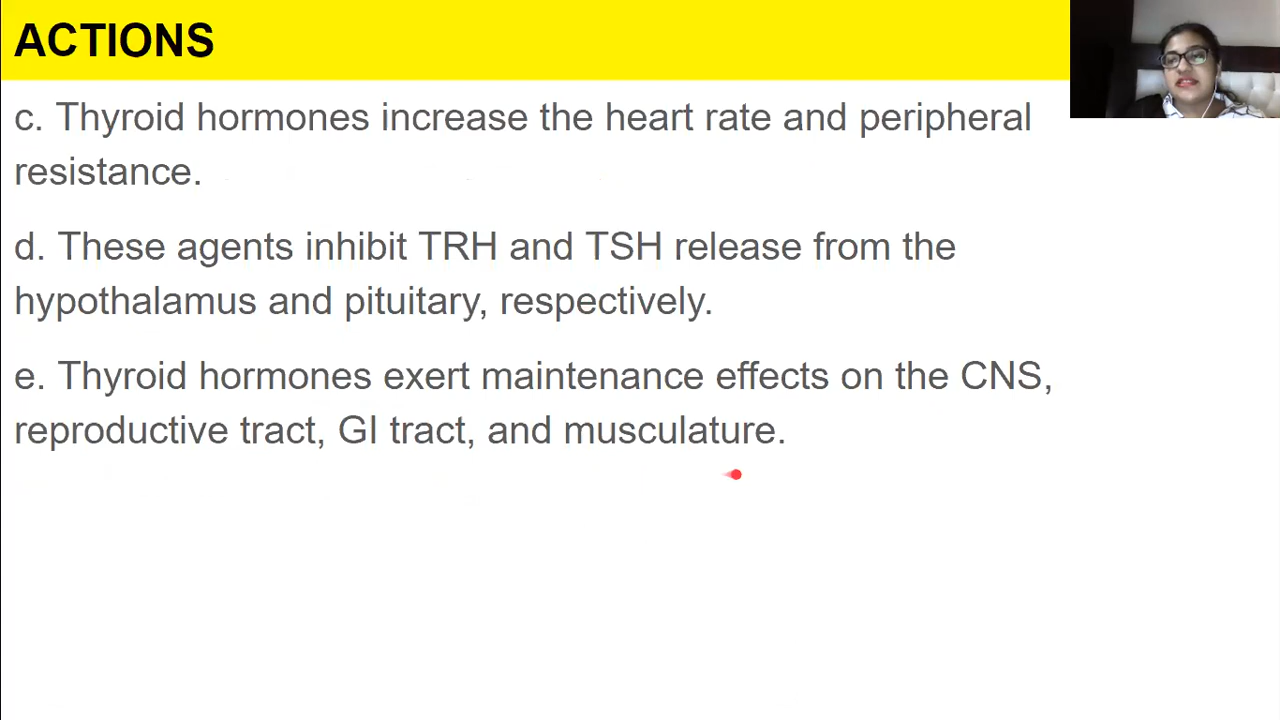 ACTIONS
c. Thyroid hormones increase the heart rate and peripheral
resistance.
d. These agents inhibit TRH and TSH release from the
hypothalamus and pituitary, respectively.
e. Thyroid hormones exert maintenance effects on the CNS,
reproductive tract, GI tract, and musculature.